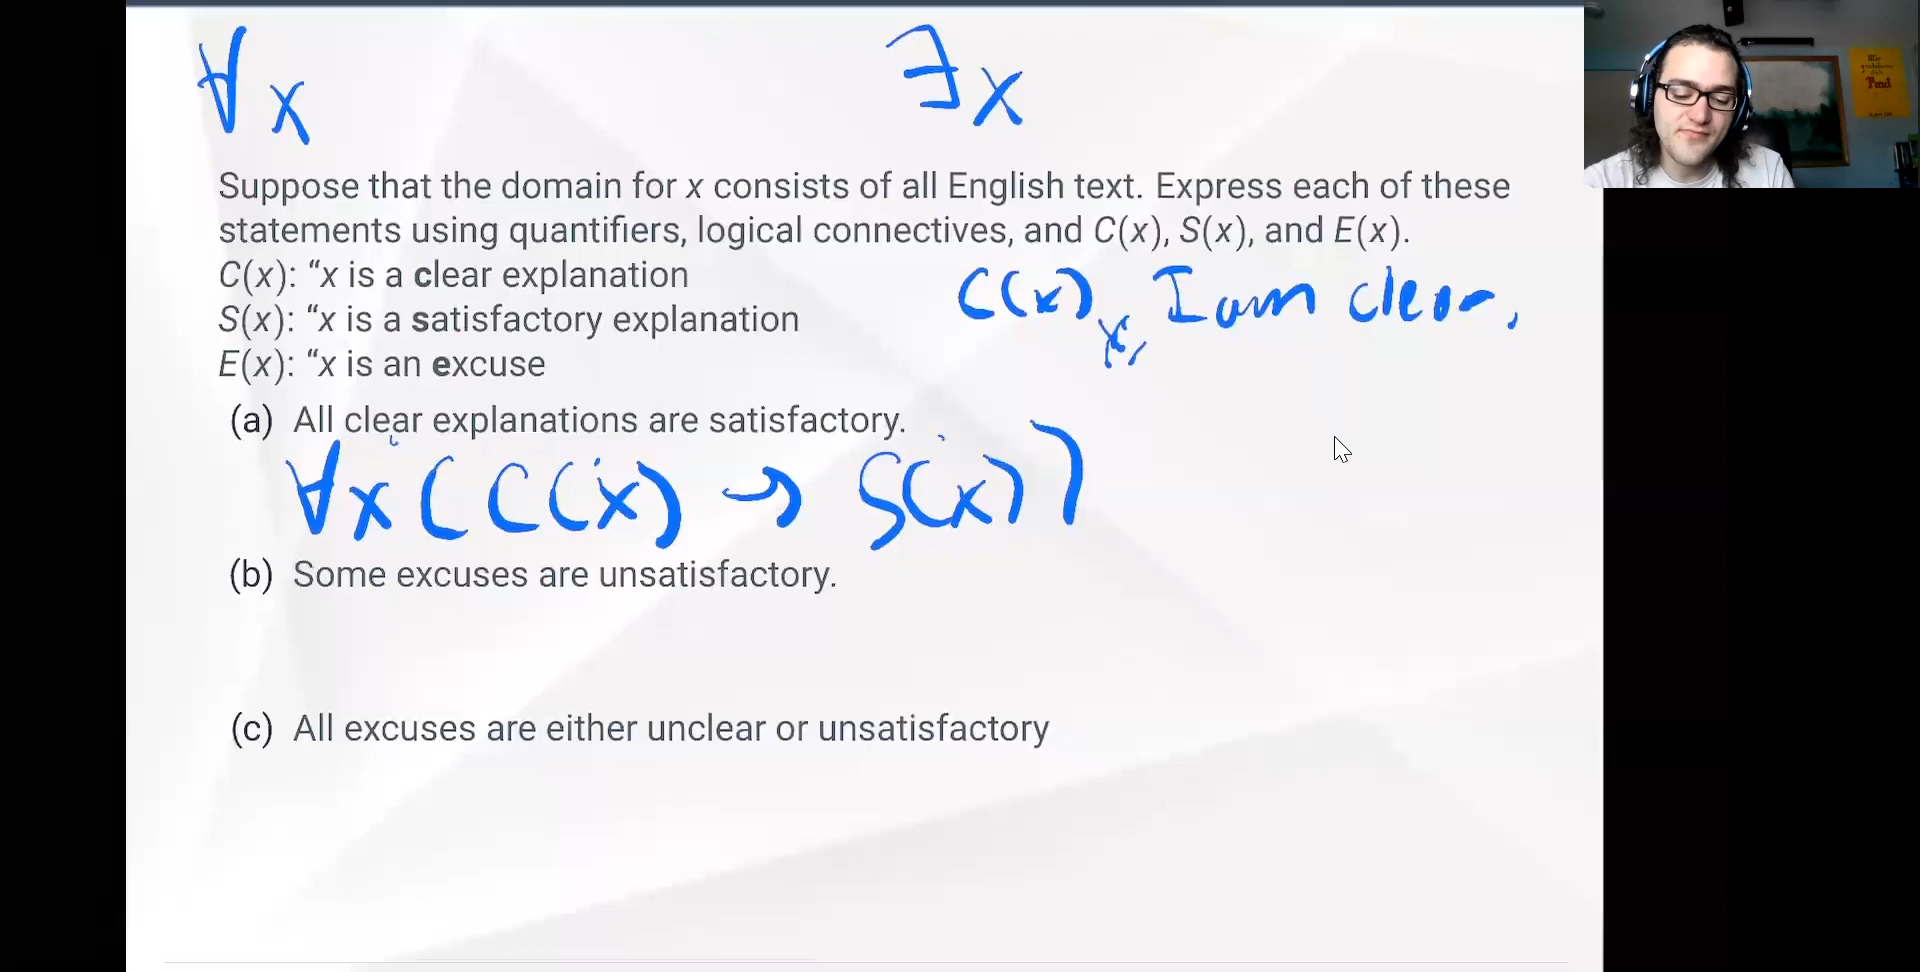 ∀x ∃x
Suppose that the domain for x consists of all English text. Express each of these
statements using quantifiers, logical connectives, and C(x), S(x), and E(x).
C(x): “x is a clear explanation
S(x): “x is a satisfactory explanation
E(x): “x is an excuse
C(x) x, I am clear.
(a) All clear explanations are satisfactory.
∀x(C(x) → S(x))
(b) Some excuses are unsatisfactory.
(c) All excuses are either unclear or unsatisfactory